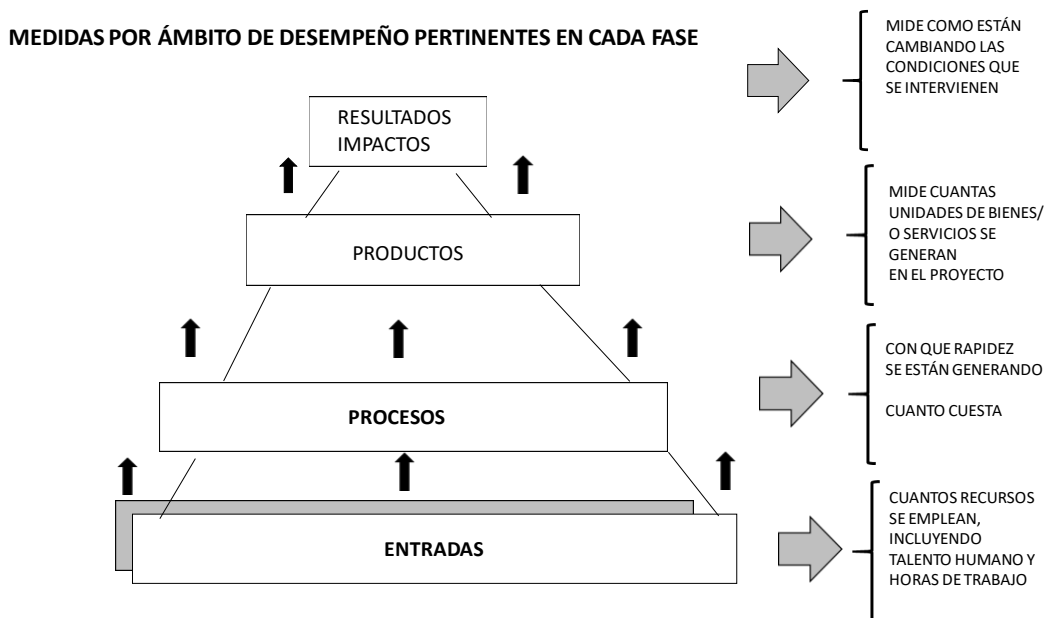 MEDIDAS POR ÁMBITO DE DESEMPEÑO PERTINENTES EN CADA FASE
MIDE COMO ESTÁN
CAMBIANDO LAS
CONDICIONES QUE
SE INTERVIENEN
RESULTADOS
IMPACTOS
MIDE CUANTAS
UNIDADES DE BIENES/
O SERVICIOS SE
GENERAN
EN EL PROYECTO
PRODUCTOS
CON QUE RAPIDEZ
SE ESTÁN GENERANDO
CUANTO CUESTA
PROCESOS
CUANTOS RECURSOS
SE EMPLEAN,
INCLUYENDO
TALENTO HUMANO Y
HORAS DE TRABAJO
ENTRADAS